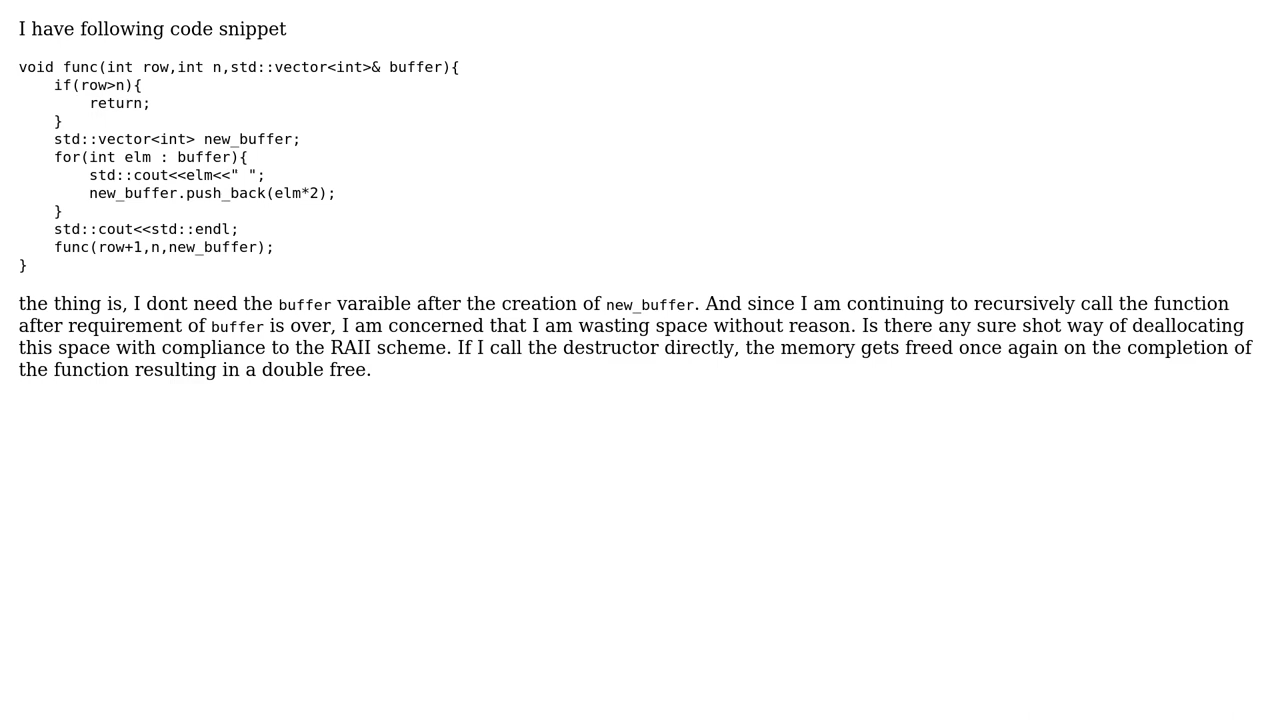 I have following code snippet
void func(int row,int n,std::vector<int>& buffer){
    if(row>n){
        return;
    }
    std::vector<int> new_buffer;
    for(int elm : buffer){
        std::cout<<elm<<" ";
        new_buffer.push_back(elm*2);
    }
    std::cout<<std::endl;
    func(row+1,n,new_buffer);
}
the thing is, I dont need the buffer varaible after the creation of new_buffer. And since I am continuing to recursively call the function
after requirement of buffer is over, I am concerned that I am wasting space without reason. Is there any sure shot way of deallocating
this space with compliance to the RAII scheme. If I call the destructor directly, the memory gets freed once again on the completion of
the function resulting in a double free.